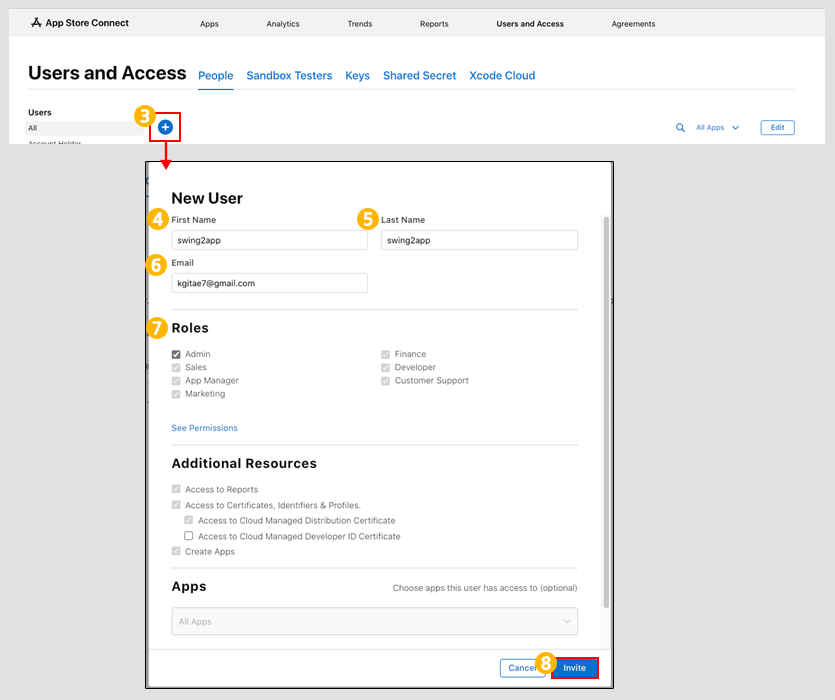 App Store Connect Apps Analytics Trends Reports Users and Access Agreements
Users and Access People Sandbox Testers Keys Shared Secret Xcode Cloud
Users
3
All
All Apps Edit
Account Holder
New User
4 First Name 5 Last Name
swing2app swing2app
6 Email
kgitae7@gmail.com
7 Roles
Admin Finance
Sales Developer
App Manager Customer Support
Marketing
See Permissions
Additional Resources
Access to Reports
Access to Certificates, Identifiers & Profiles.
Access to Cloud Managed Distribution Certificate
Access to Cloud Managed Developer ID Certificate
Create Apps
Apps Choose apps this user has access to (optional)
All Apps
Cancel 8 Invite